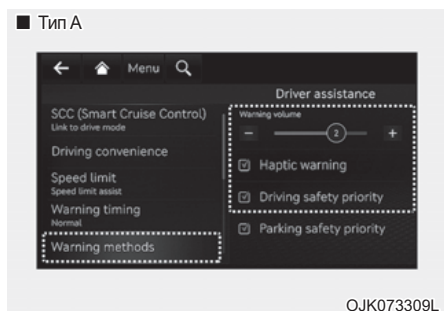 ■ Тип A
Menu
Driver assistance
SCC (Smart Cruise Control)
Link to drive mode
Driving convenience
Speed limit
Speed limit assist
Warning timing
Normal
Warning methods
Warning volume
− 2 +
Haptic warning
Driving safety priority
Parking safety priority
OJK073309L